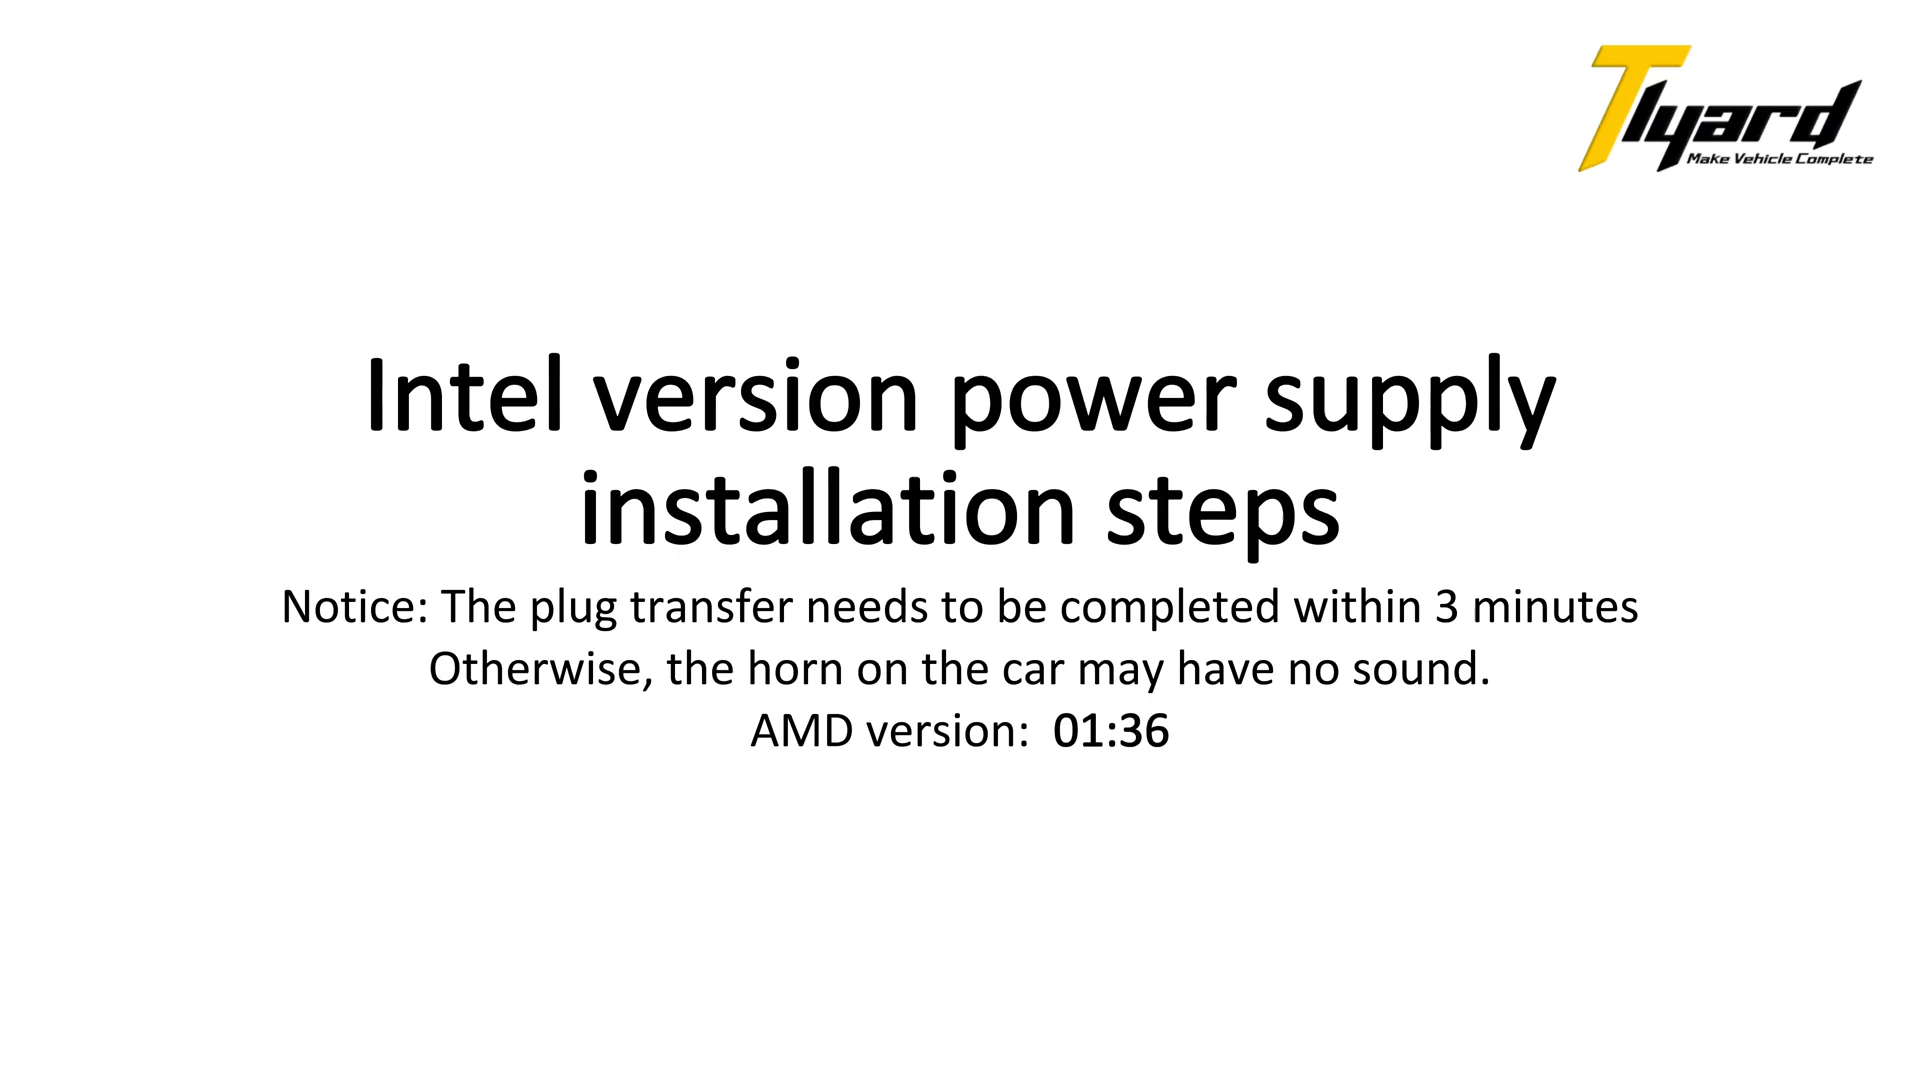 Tlyard
Make Vehicle Complete
Intel version power supply
installation steps
Notice: The plug transfer needs to be completed within 3 minutes
Otherwise, the horn on the car may have no sound.
AMD version: 01:36